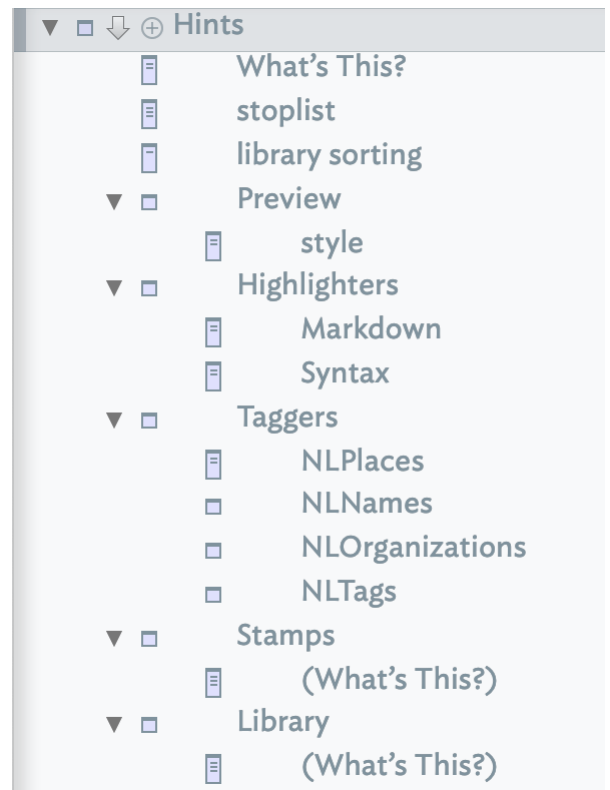 Hints
What’s This?
stoplist
library sorting
Preview
style
Highlighters
Markdown
Syntax
Taggers
NLPlaces
NLNames
NLOrganizations
NLTags
Stamps
(What’s This?)
Library
(What’s This?)